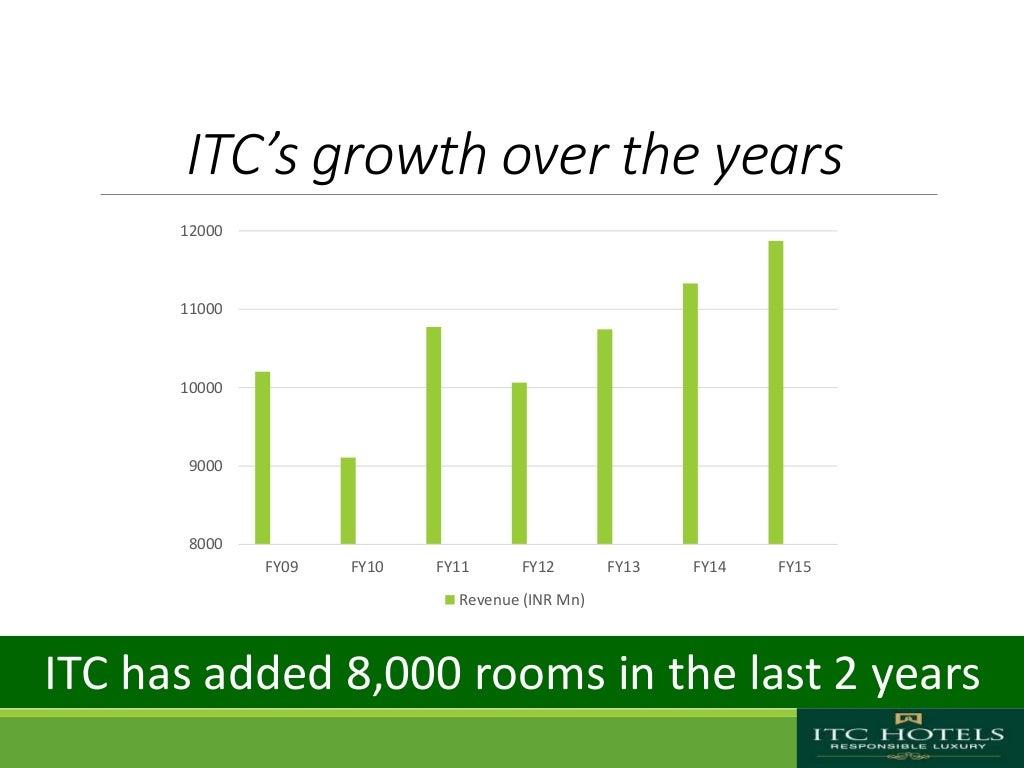 ITC’s growth over the years
12000
11000
10000
9000
8000
FY09 FY10 FY11 FY12 FY13 FY14 FY15
Revenue (INR Mn)
ITC has added 8,000 rooms in the last 2 years
ITC HOTELS
RESPONSIBLE LUXURY